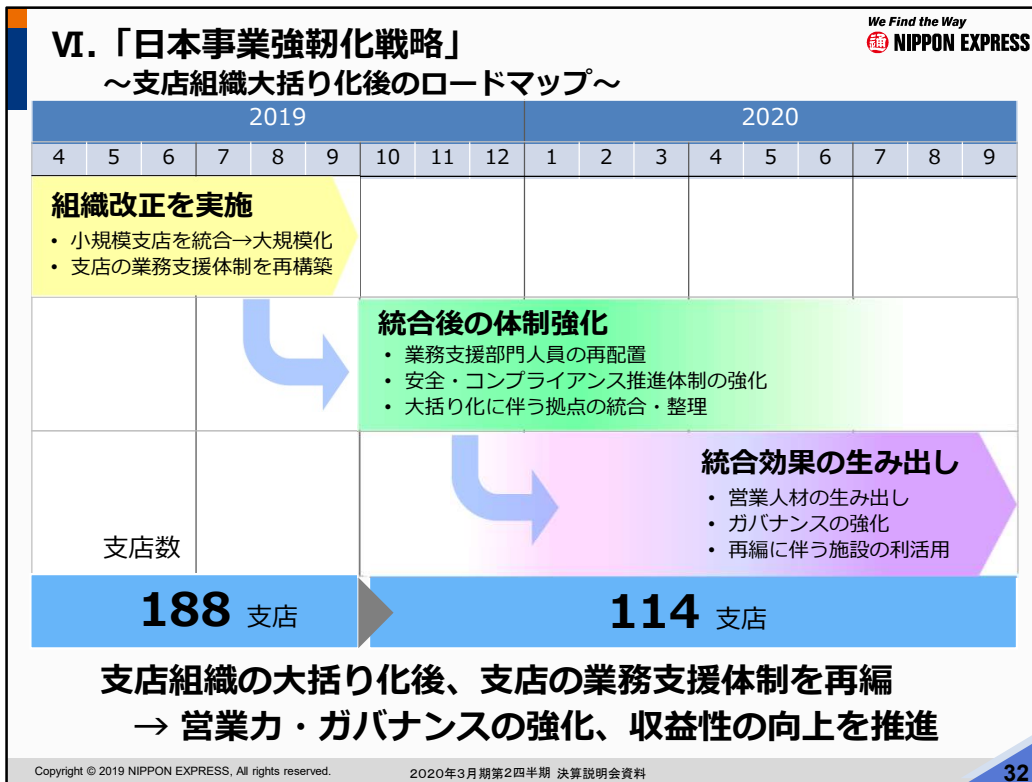 We Find the Way
NIPPON EXPRESS
Ⅵ.「日本事業強靭化戦略」
～支店組織大括り化後のロードマップ～
2019 2020
4 5 6 7 8 9 10 11 12 1 2 3 4 5 6 7 8 9
組織改正を実施
• 小規模支店を統合→大規模化
• 支店の業務支援体制を再構築
統合後の体制強化
• 業務支援部門人員の再配置
• 安全・コンプライアンス推進体制の強化
• 大括り化に伴う拠点の統合・整理
統合効果の生み出し
• 営業人材の生み出し
• ガバナンスの強化
• 再編に伴う施設の利活用
支店数
188 支店 114 支店
支店組織の大括り化後、支店の業務支援体制を再編
→ 営業力・ガバナンスの強化、収益性の向上を推進
Copyright © 2019 NIPPON EXPRESS, All rights reserved. 2020年3月期第2四半期 決算説明会資料 32